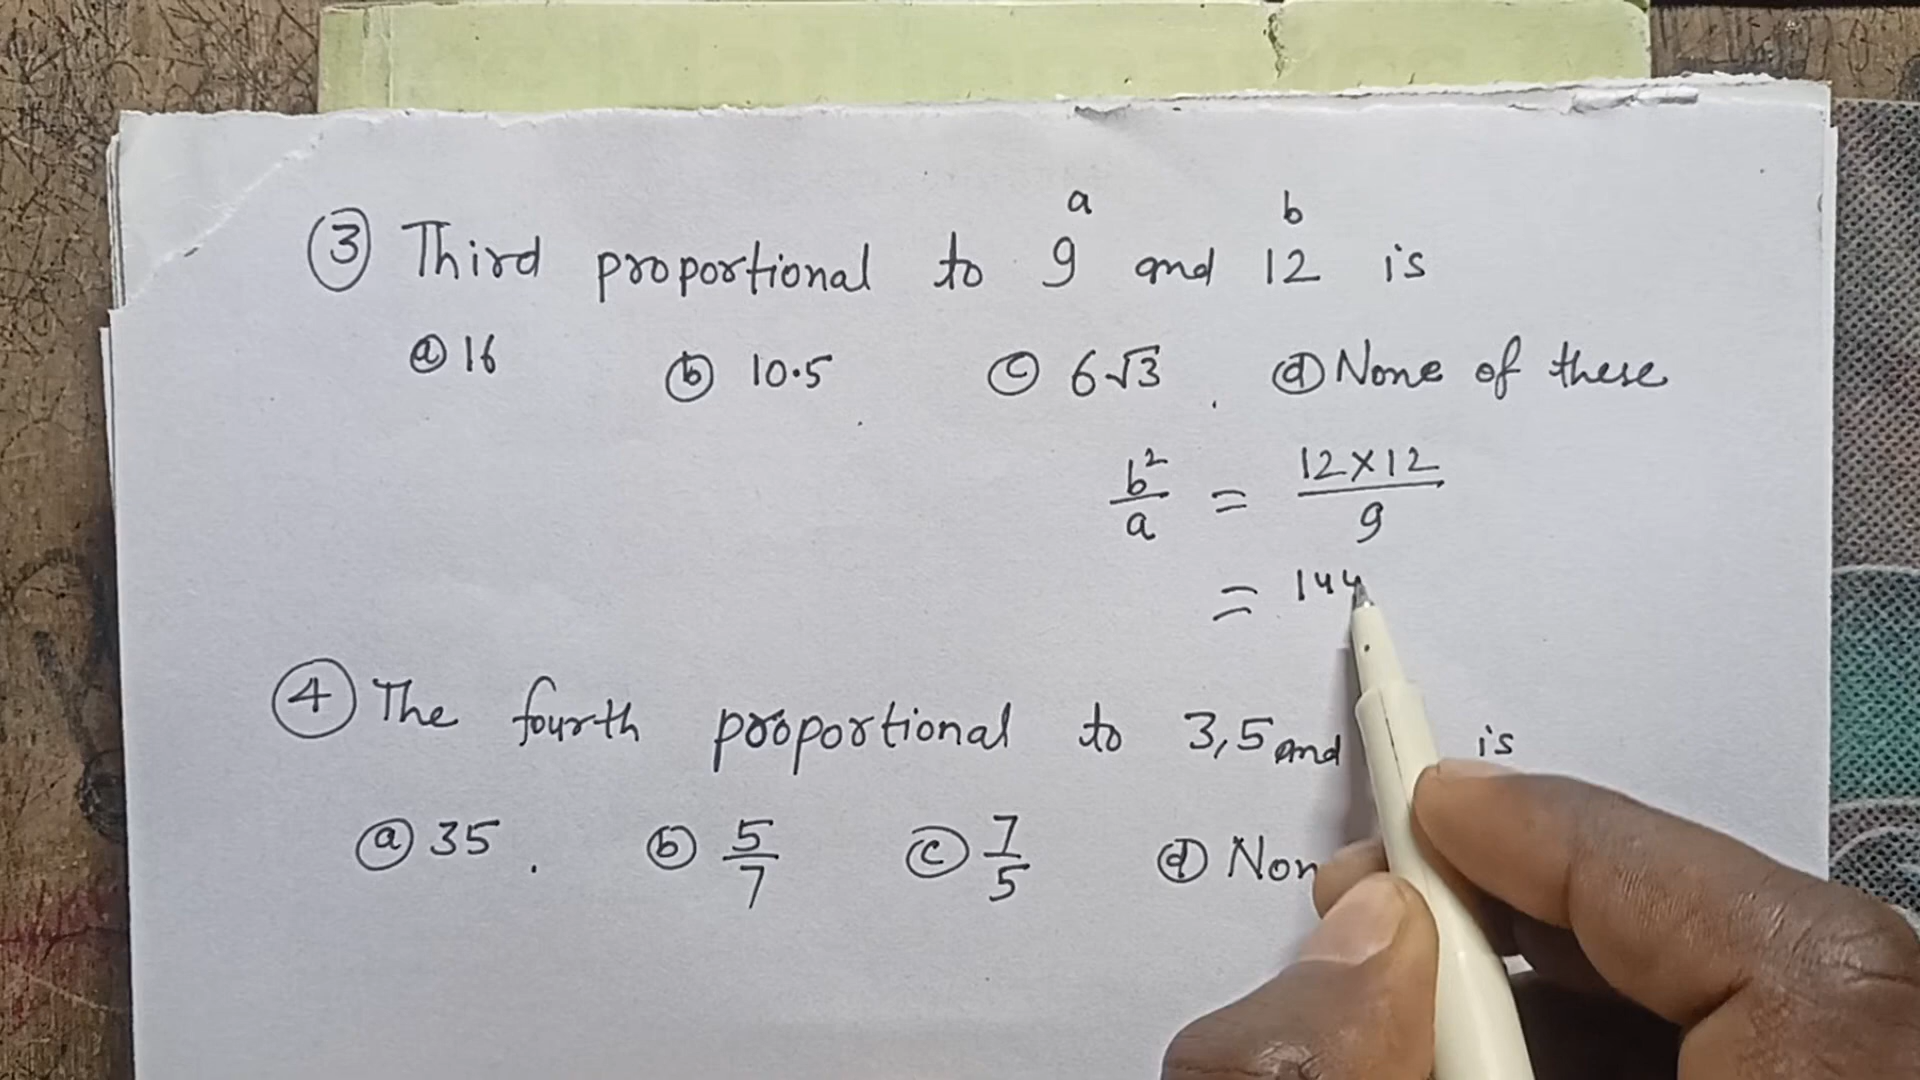 a b
③ Third proportional to 9 and 12 is
ⓐ 16 ⓑ 10.5 ⓒ 6√3 ⓓ None of these
b²/a = 12×12/9
= 144
④ The fourth proportional to 3,5 and is
ⓐ 35 ⓑ 5/7 ⓒ 7/5 ⓓ Non